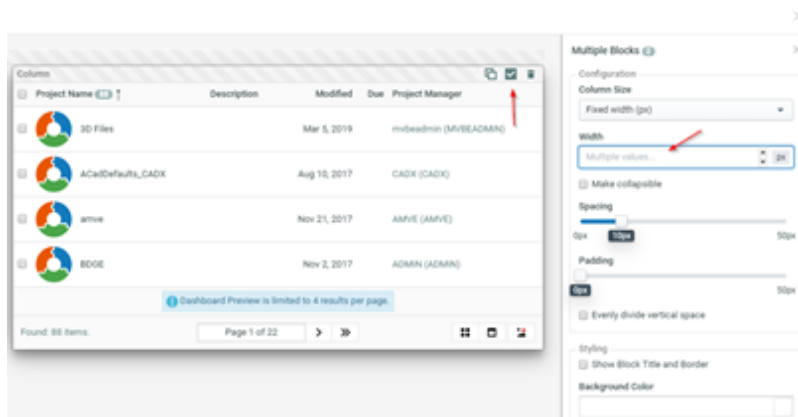 Column
Project Name 88 ↑ Description Modified Due Project Manager
3D Files Mar 5, 2019 mvbeadmin (MVBEADMIN)
ACadDefaults_CADX Aug 10, 2017 CADX (CADX)
amve Nov 21, 2017 AMVE (AMVE)
BDGE Nov 2, 2017 ADMIN (ADMIN)
Dashboard Preview is limited to 4 results per page.
Found: 88 items. Page 1 of 22
Multiple Blocks
Configuration
Column Size
Fixed width (px)
Width
Multiple values... px
Make collapsible
Spacing
0px 10px 50px
Padding
0px 50px
Evenly divide vertical space
Styling
Show Block Title and Border
Background Color